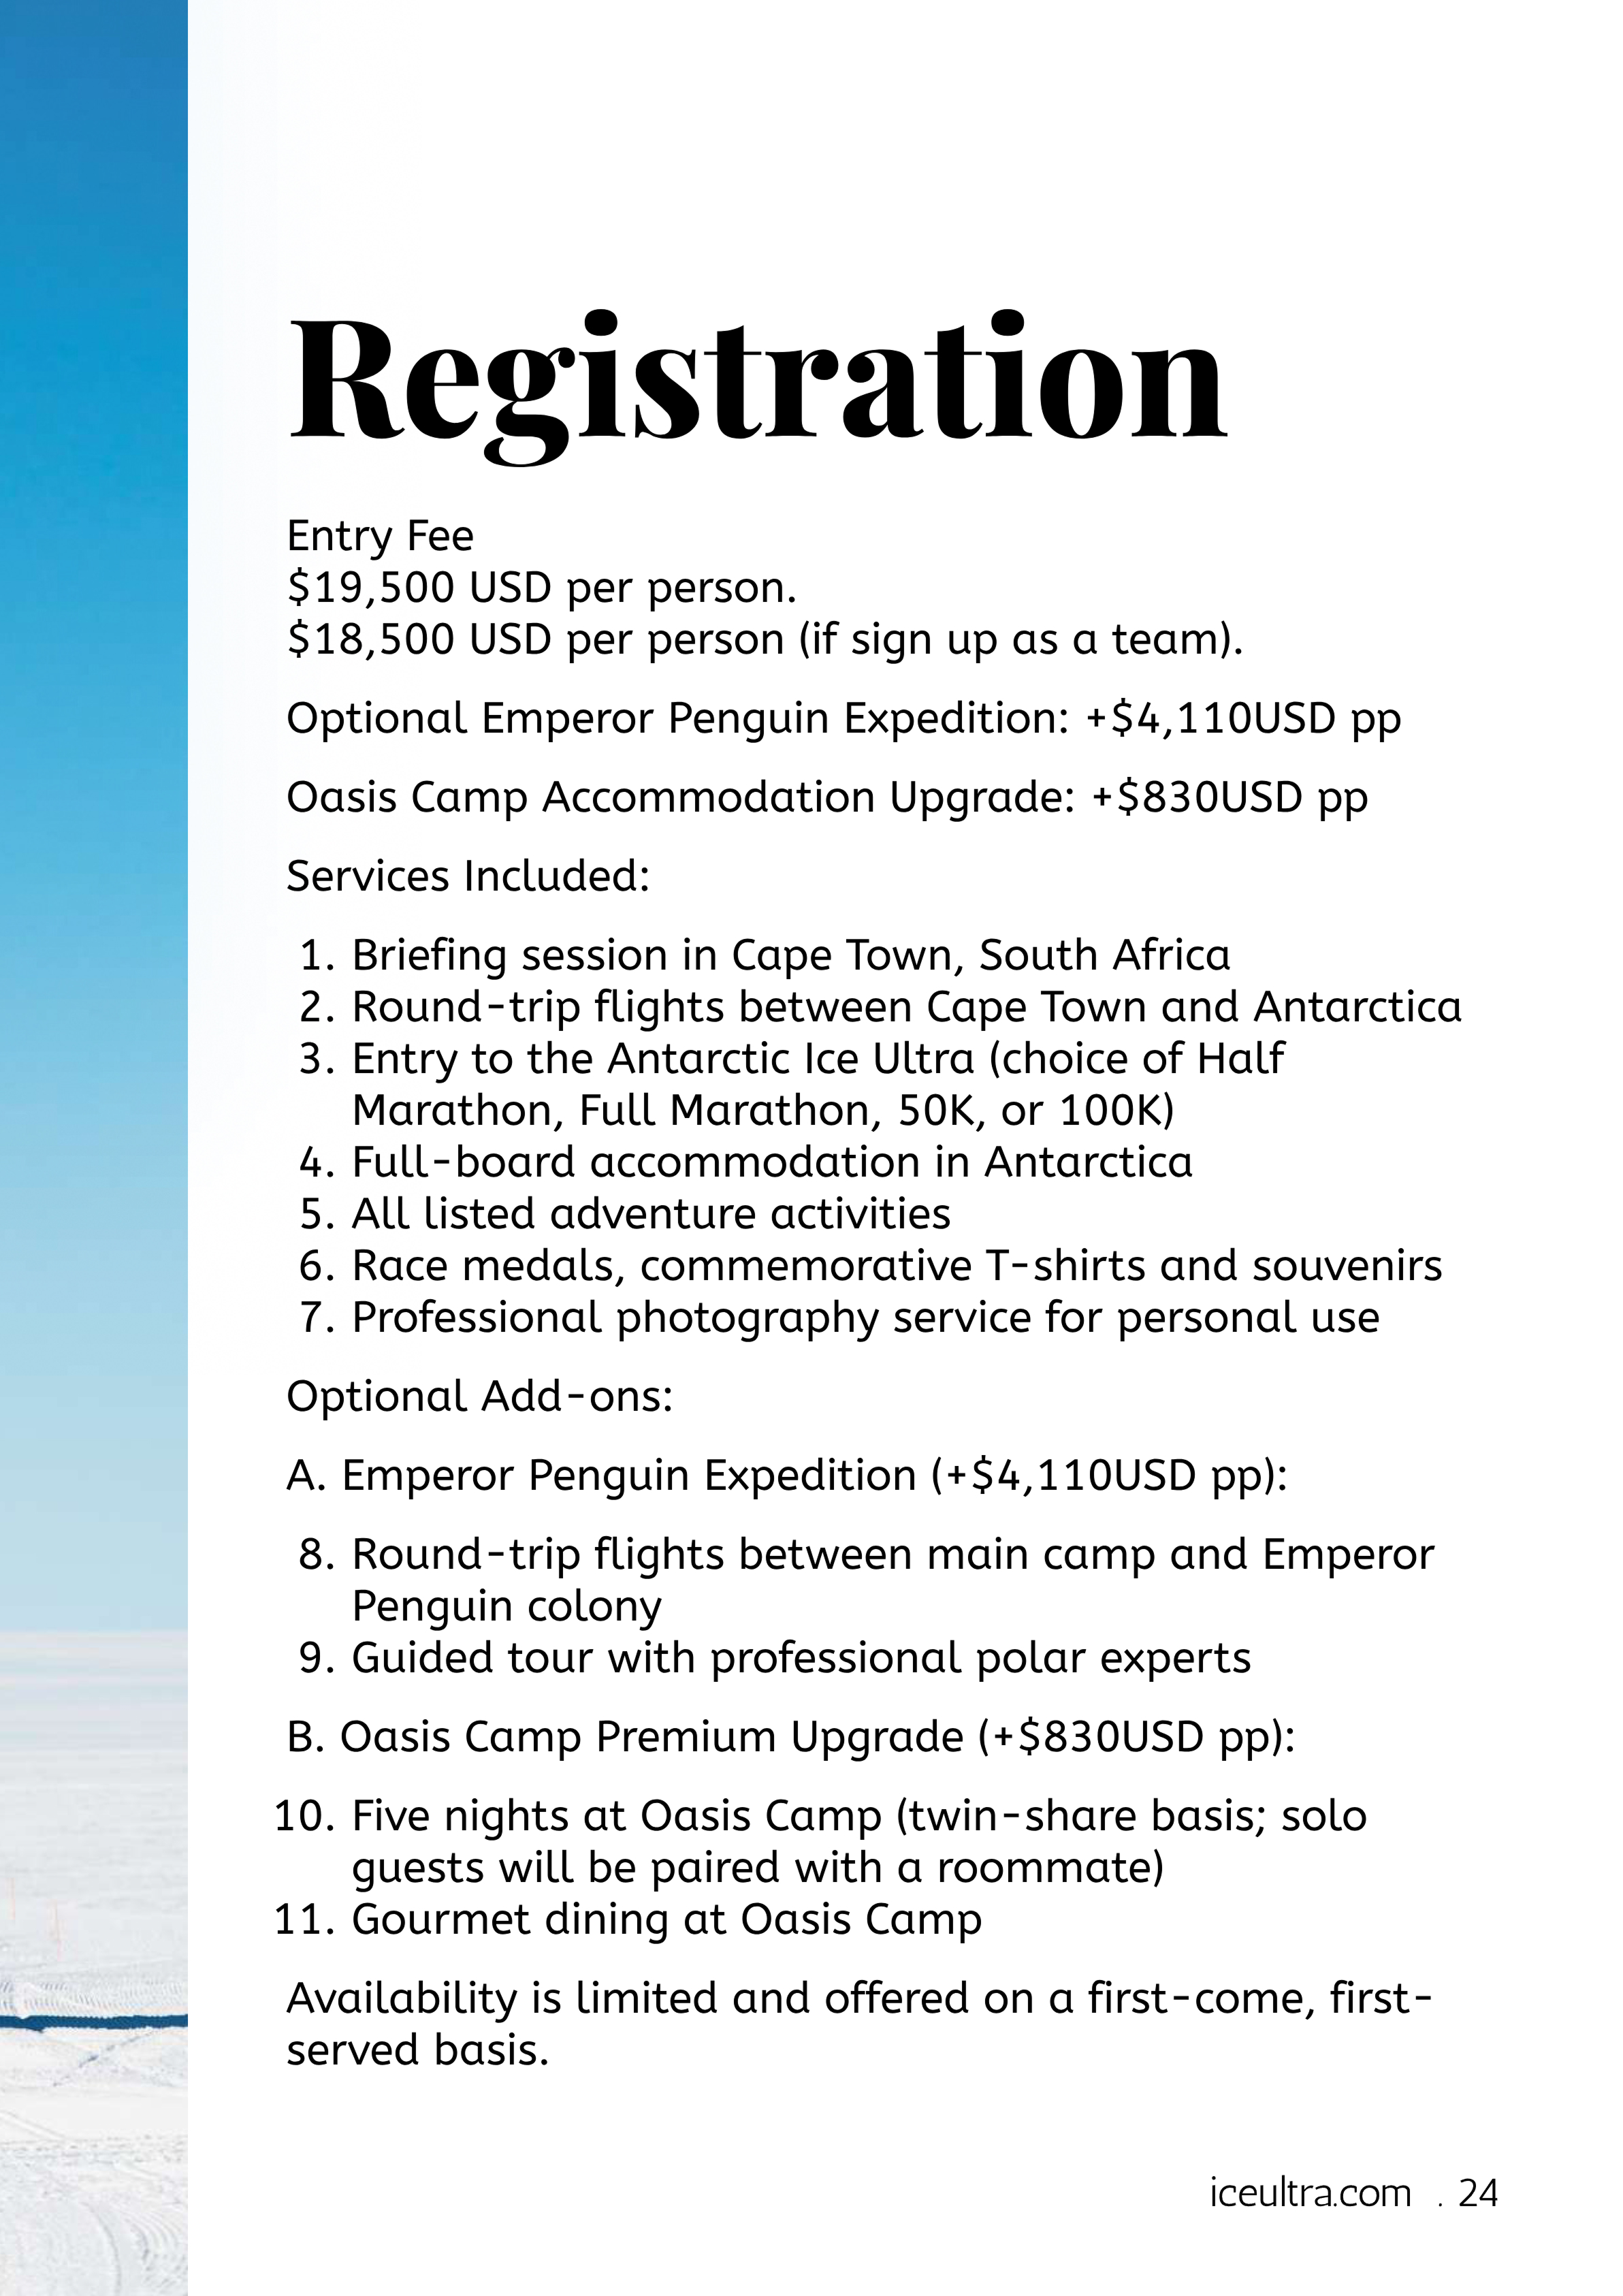 Registration
Entry Fee
$19,500 USD per person.
$18,500 USD per person (if sign up as a team).
Optional Emperor Penguin Expedition: +$4,110USD pp
Oasis Camp Accommodation Upgrade: +$830USD pp
Services Included:
1. Briefing session in Cape Town, South Africa
2. Round-trip flights between Cape Town and Antarctica
3. Entry to the Antarctic Ice Ultra (choice of Half
Marathon, Full Marathon, 50K, or 100K)
4. Full-board accommodation in Antarctica
5. All listed adventure activities
6. Race medals, commemorative T-shirts and souvenirs
7. Professional photography service for personal use
Optional Add-ons:
A. Emperor Penguin Expedition (+$4,110USD pp):
8. Round-trip flights between main camp and Emperor
Penguin colony
9. Guided tour with professional polar experts
B. Oasis Camp Premium Upgrade (+$830USD pp):
10. Five nights at Oasis Camp (twin-share basis; solo
guests will be paired with a roommate)
11. Gourmet dining at Oasis Camp
Availability is limited and offered on a first-come, first-
served basis.
iceultra.com . 24